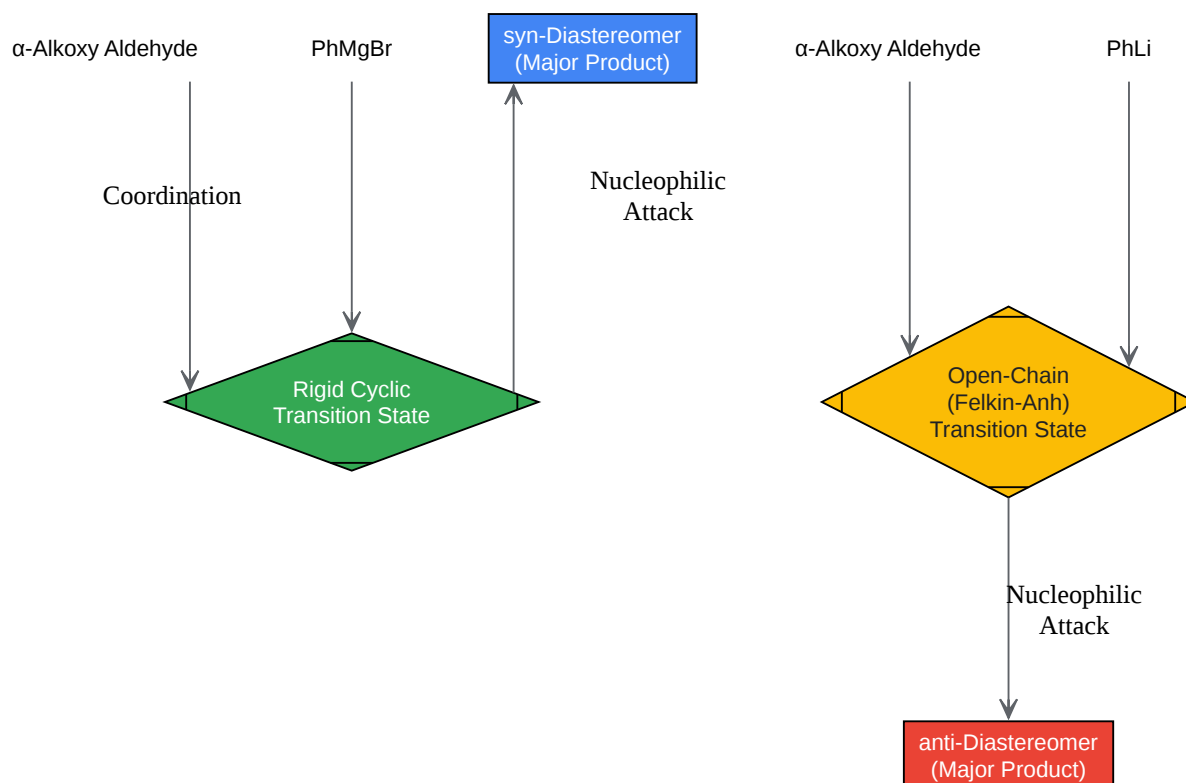 α-Alkoxy Aldehyde
PhMgBr
syn-Diastereomer
(Major Product)
Coordination
Nucleophilic
Attack
Rigid Cyclic
Transition State
α-Alkoxy Aldehyde
PhLi
Open-Chain
(Felkin-Anh)
Transition State
Nucleophilic
Attack
anti-Diastereomer
(Major Product)